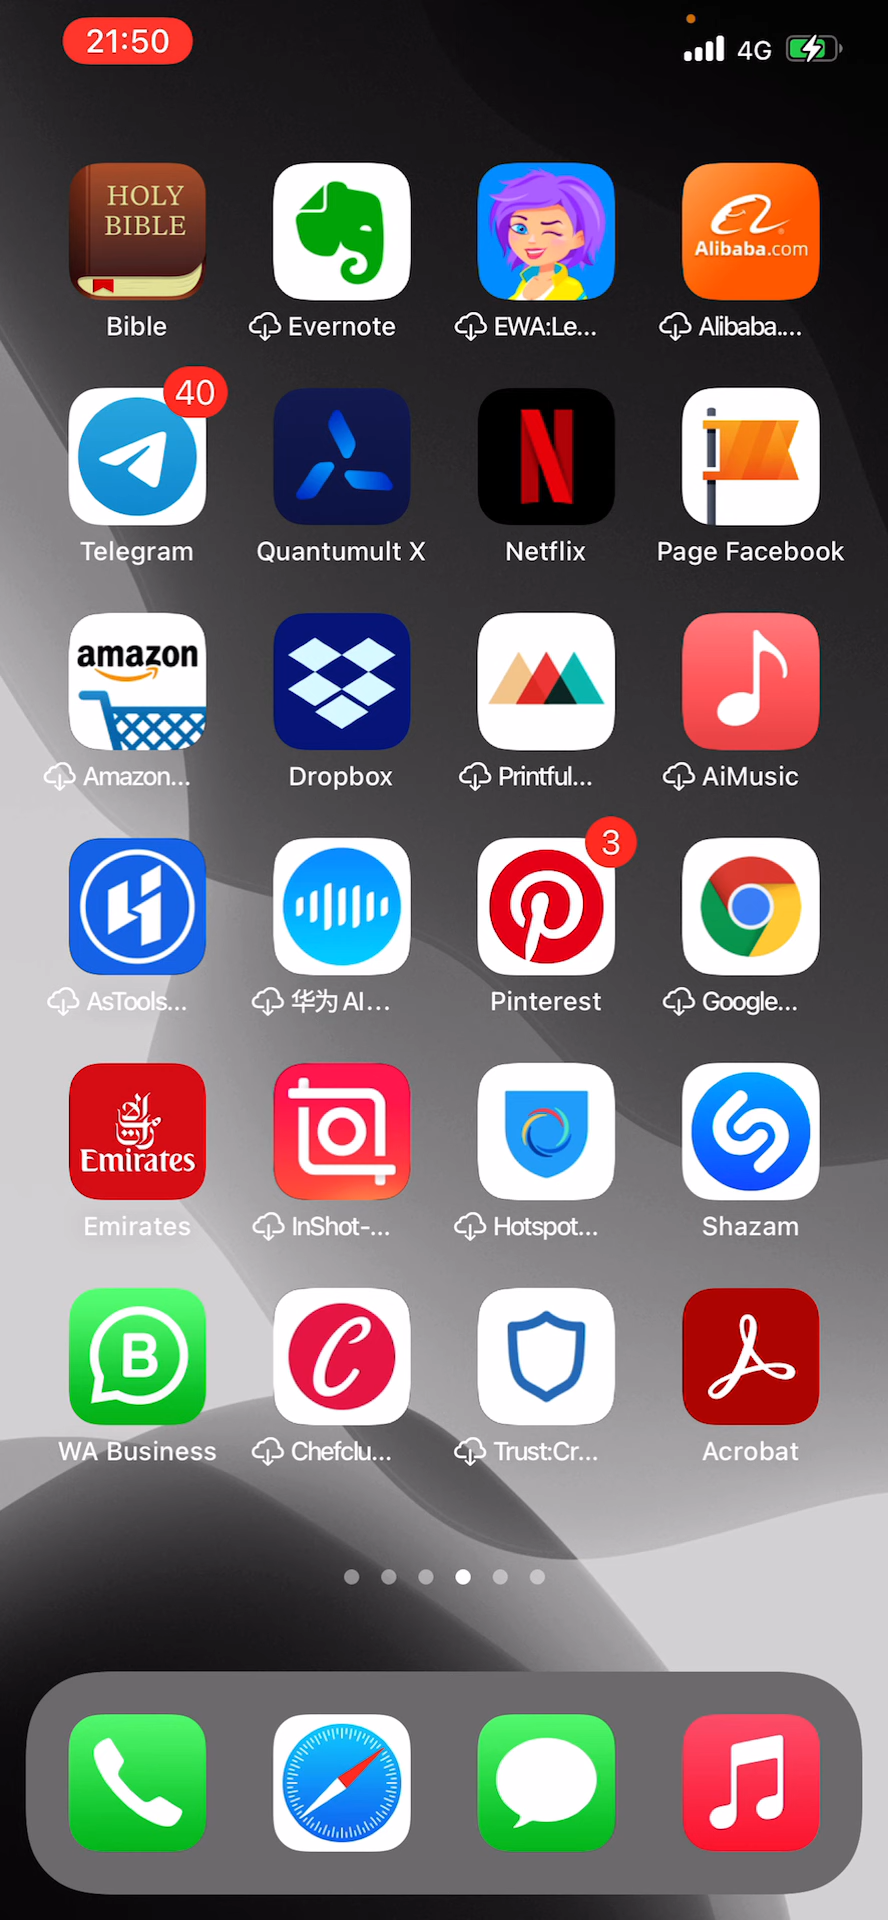 21:50
4G
HOLY
BIBLE
Alibaba.com
Bible
Evernote
EWA:Le...
Alibaba....
40
Telegram
Quantumult X
Netflix
Page Facebook
amazon
Amazon...
Dropbox
Printful...
AiMusic
3
AsTools...
华为 AI...
Pinterest
Google...
Emirates
Emirates
InShot-...
Hotspot...
Shazam
B
WA Business
Chefclu...
Trust:Cr...
Acrobat